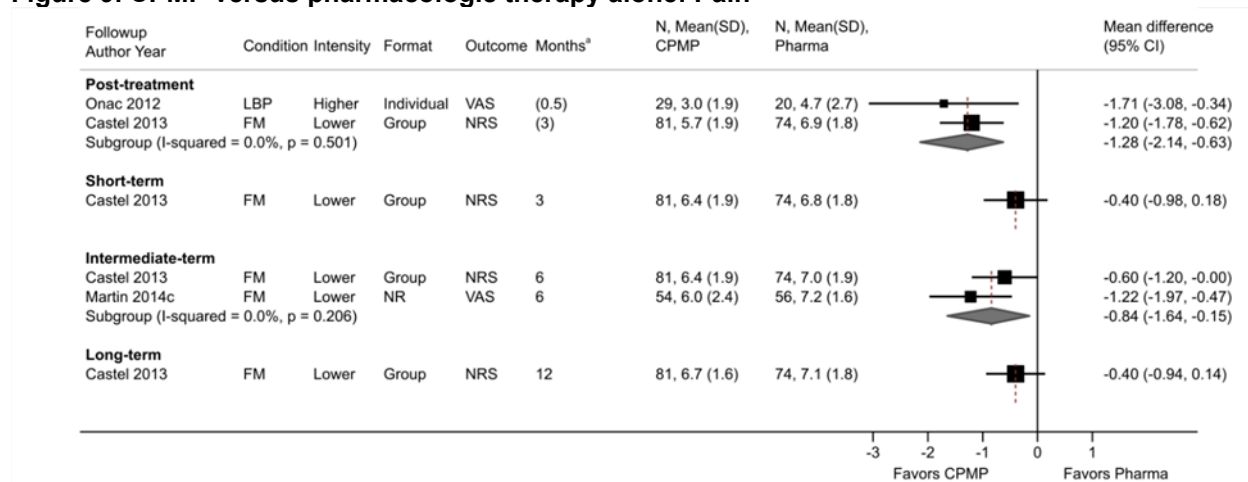 Followup
Author Year Condition Intensity Format Outcome Months^a N, Mean(SD), CPMP N, Mean(SD), Pharma Mean difference (95% CI)
Post-treatment
Onac 2012 LBP Higher Individual VAS (0.5) 29, 3.0 (1.9) 20, 4.7 (2.7) -1.71 (-3.08, -0.34)
Castel 2013 FM Lower Group NRS (3) 81, 5.7 (1.9) 74, 6.9 (1.8) -1.20 (-1.78, -0.62)
Subgroup (I-squared = 0.0%, p = 0.501) -1.28 (-2.14, -0.63)
Short-term
Castel 2013 FM Lower Group NRS 3 81, 6.4 (1.9) 74, 6.8 (1.8) -0.40 (-0.98, 0.18)
Intermediate-term
Castel 2013 FM Lower Group NRS 6 81, 6.4 (1.9) 74, 7.0 (1.9) -0.60 (-1.20, -0.00)
Martin 2014c FM Lower NR VAS 6 54, 6.0 (2.4) 56, 7.2 (1.6) -1.22 (-1.97, -0.47)
Subgroup (I-squared = 0.0%, p = 0.206) -0.84 (-1.64, -0.15)
Long-term
Castel 2013 FM Lower Group NRS 12 81, 6.7 (1.6) 74, 7.1 (1.8) -0.40 (-0.94, 0.14)
-3 -2 -1 0 1
Favors CPMP Favors Pharma